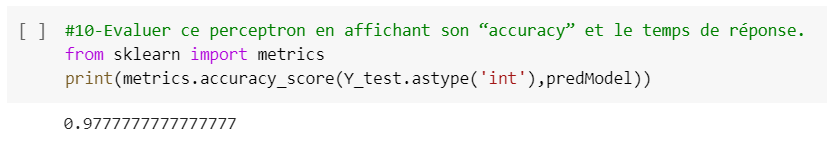 [ ] #10-Evaluer ce perceptron en affichant son “accuracy” et le temps de réponse.
from sklearn import metrics
print(metrics.accuracy_score(Y_test.astype('int'),predModel))
0.9777777777777777